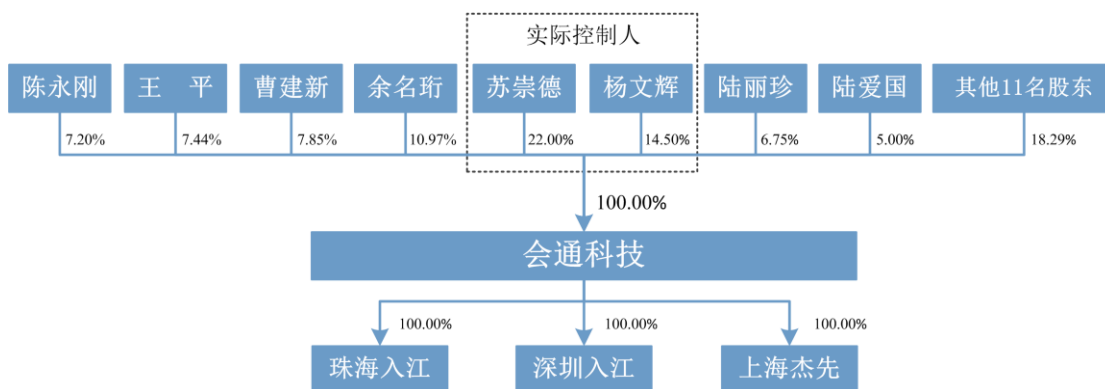 实际控制人
陈永刚 王 平 曹建新 余名珩 苏崇德 杨文辉 陆丽珍 陆爱国 其他11名股东
7.20% 7.44% 7.85% 10.97% 22.00% 14.50% 6.75% 5.00% 18.29%
100.00%
会通科技
100.00% 100.00% 100.00%
珠海入江 深圳入江 上海杰先